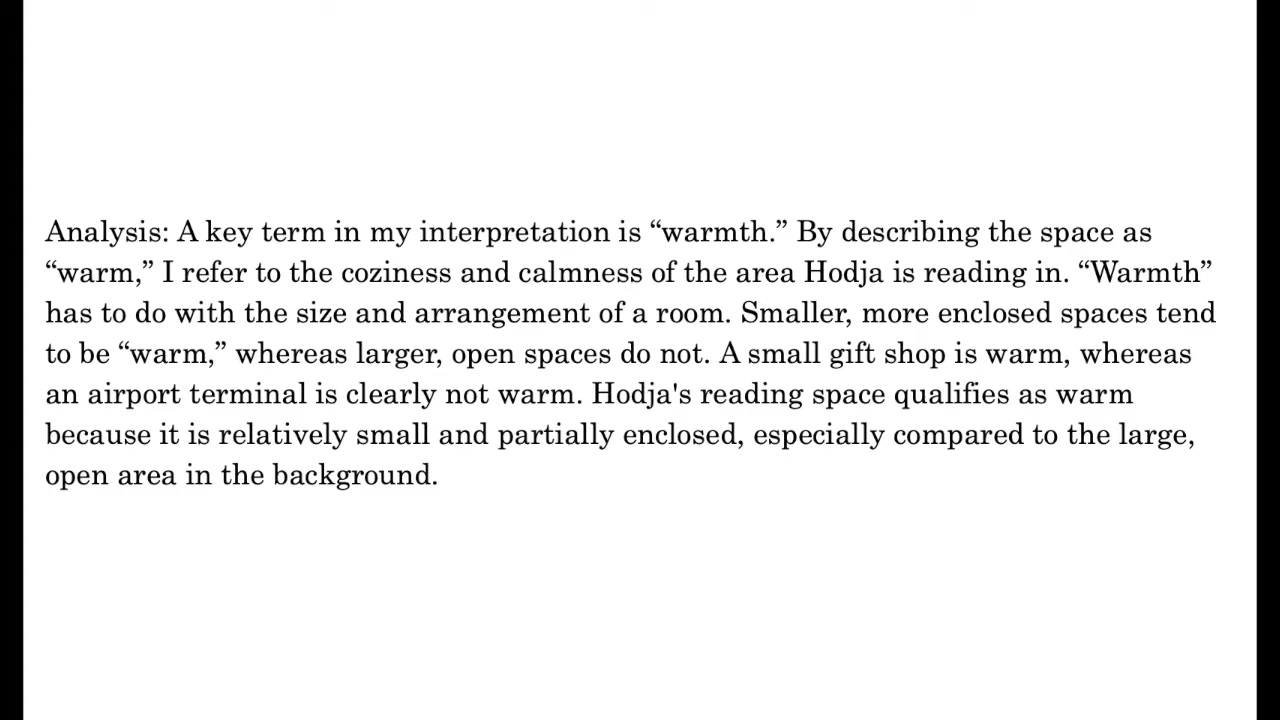 Analysis: A key term in my interpretation is “warmth.” By describing the space as
“warm,” I refer to the coziness and calmness of the area Hodja is reading in. “Warmth”
has to do with the size and arrangement of a room. Smaller, more enclosed spaces tend
to be “warm,” whereas larger, open spaces do not. A small gift shop is warm, whereas
an airport terminal is clearly not warm. Hodja's reading space qualifies as warm
because it is relatively small and partially enclosed, especially compared to the large,
open area in the background.